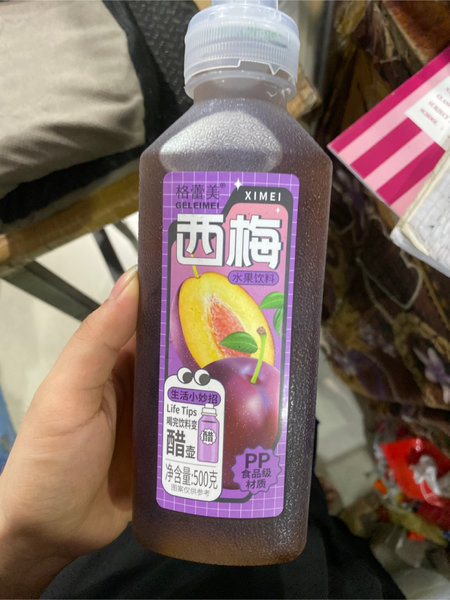 格蕾美®
GELEIMEI
XIMEI
西梅
水果饮料
生活小妙招
Life Tips
喝完饮料变
醋壶
醋
净含量:500克
图案仅供参考
PP
食品级
材质